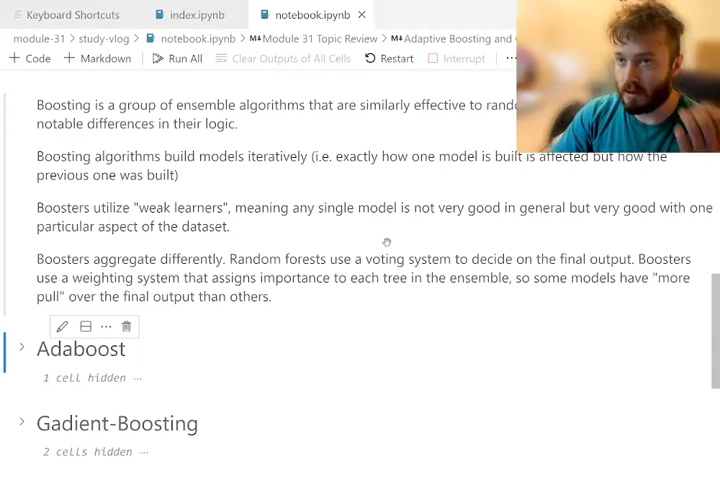 Keyboard Shortcuts
index.ipynb
notebook.ipynb
module-31 > study-vlog > notebook.ipynb > M↓ Module 31 Topic Review > M↓ Adaptive Boosting and
+ Code + Markdown Run All Clear Outputs of All Cells Restart Interrupt ...
Boosting is a group of ensemble algorithms that are similarly effective to
notable differences in their logic.
Boosting algorithms build models iteratively (i.e. exactly how one model is built is affected but how the
previous one was built)
Boosters utilize "weak learners", meaning any single model is not very good in general but very good with one
particular aspect of the dataset.
Boosters aggregate differently. Random forests use a voting system to decide on the final output. Boosters
use a weighting system that assigns importance to each tree in the ensemble, so some models have "more
pull" over the final output than others.
Adaboost
1 cell hidden ...
Gadient-Boosting
2 cells hidden ...